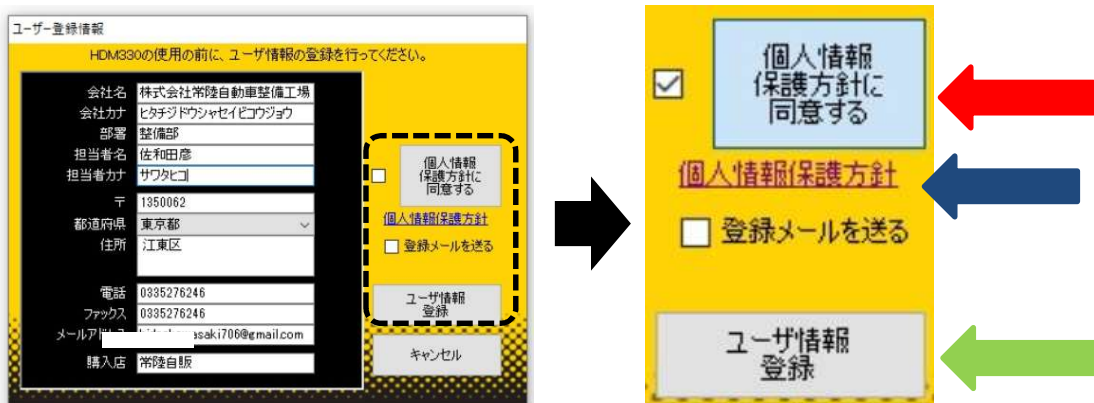 ユーザー登録情報
HDM330の使用の前に、ユーザ情報の登録を行ってください。
会社名 株式会社常陸自動車整備工場
会社カナ ヒタチジドウシャセイビコウジョウ
部署 整備部
担当者名 佐和田彦
担当者カナ サワタヒコ
〒 1350062
都道府県 東京都
住所 江東区
電話 0335276246
ファックス 0335276246
メールアドレス asaki706@gmail.com
購入店 常陸自販
個人情報
保護方針に
同意する
個人情報保護方針
登録メールを送る
ユーザ情報
登録
キャンセル
個人情報
保護方針に
同意する
個人情報保護方針
登録メールを送る
ユーザ情報
登録